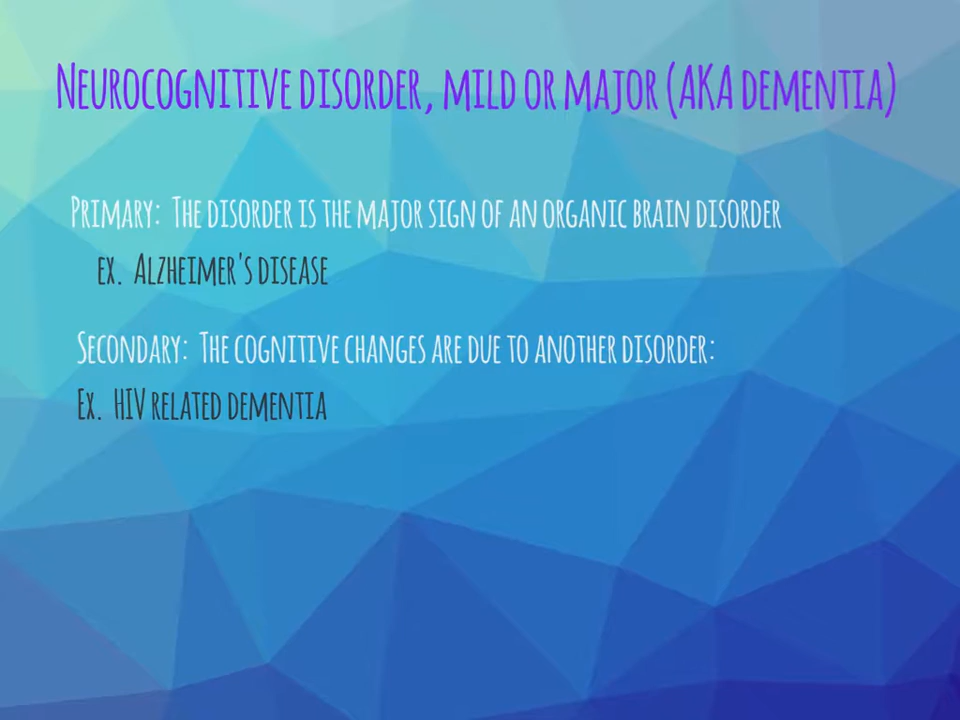 Neurocognitive disorder, mild or major (AKA dementia)
Primary: The disorder is the major sign of an organic brain disorder
ex. Alzheimer's disease
Secondary: The cognitive changes are due to another disorder:
Ex. HIV related dementia